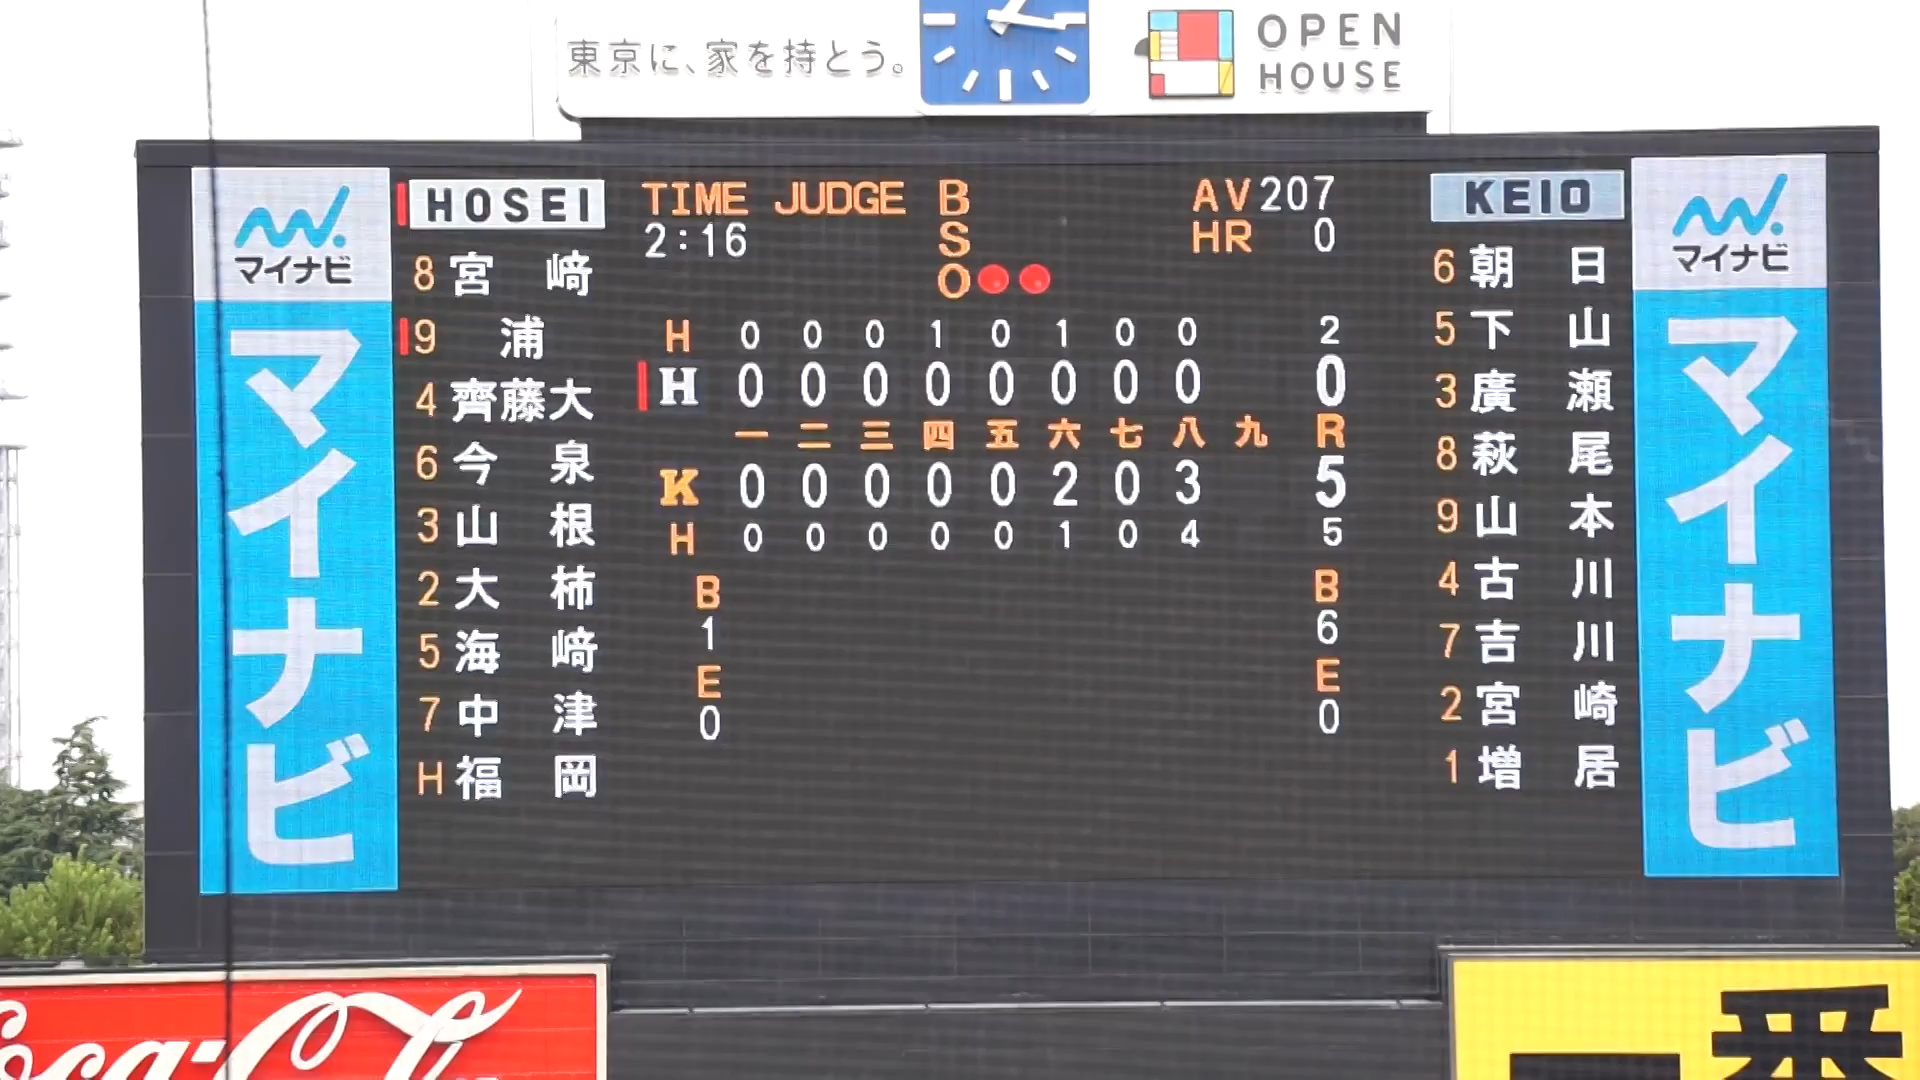 東京に、家を持とう。
OPEN
HOUSE
マイナビ
マイナビ
HOSEI
8 宮 﨑
9 浦
4 齊藤大
6 今 泉
3 山 根
2 大 柿
5 海 﨑
7 中 津
H 福 岡
TIME JUDGE
2:16
B
S
O
AV 207
HR 0
H 0 0 0 1 0 1 0 0 2
H 0 0 0 0 0 0 0 0 0
一 二 三 四 五 六 七 八 九 R
K 0 0 0 0 0 2 0 3 5
H 0 0 0 0 0 1 0 4 5
B
1
E
0
B
6
E
0
KEIO
6 朝 日
5 下 山
3 廣 瀬
8 萩 尾
9 山 本
4 古 川
7 吉 川
2 宮 崎
1 増 居
マイナビ
マイナビ
Coca-Col
一番